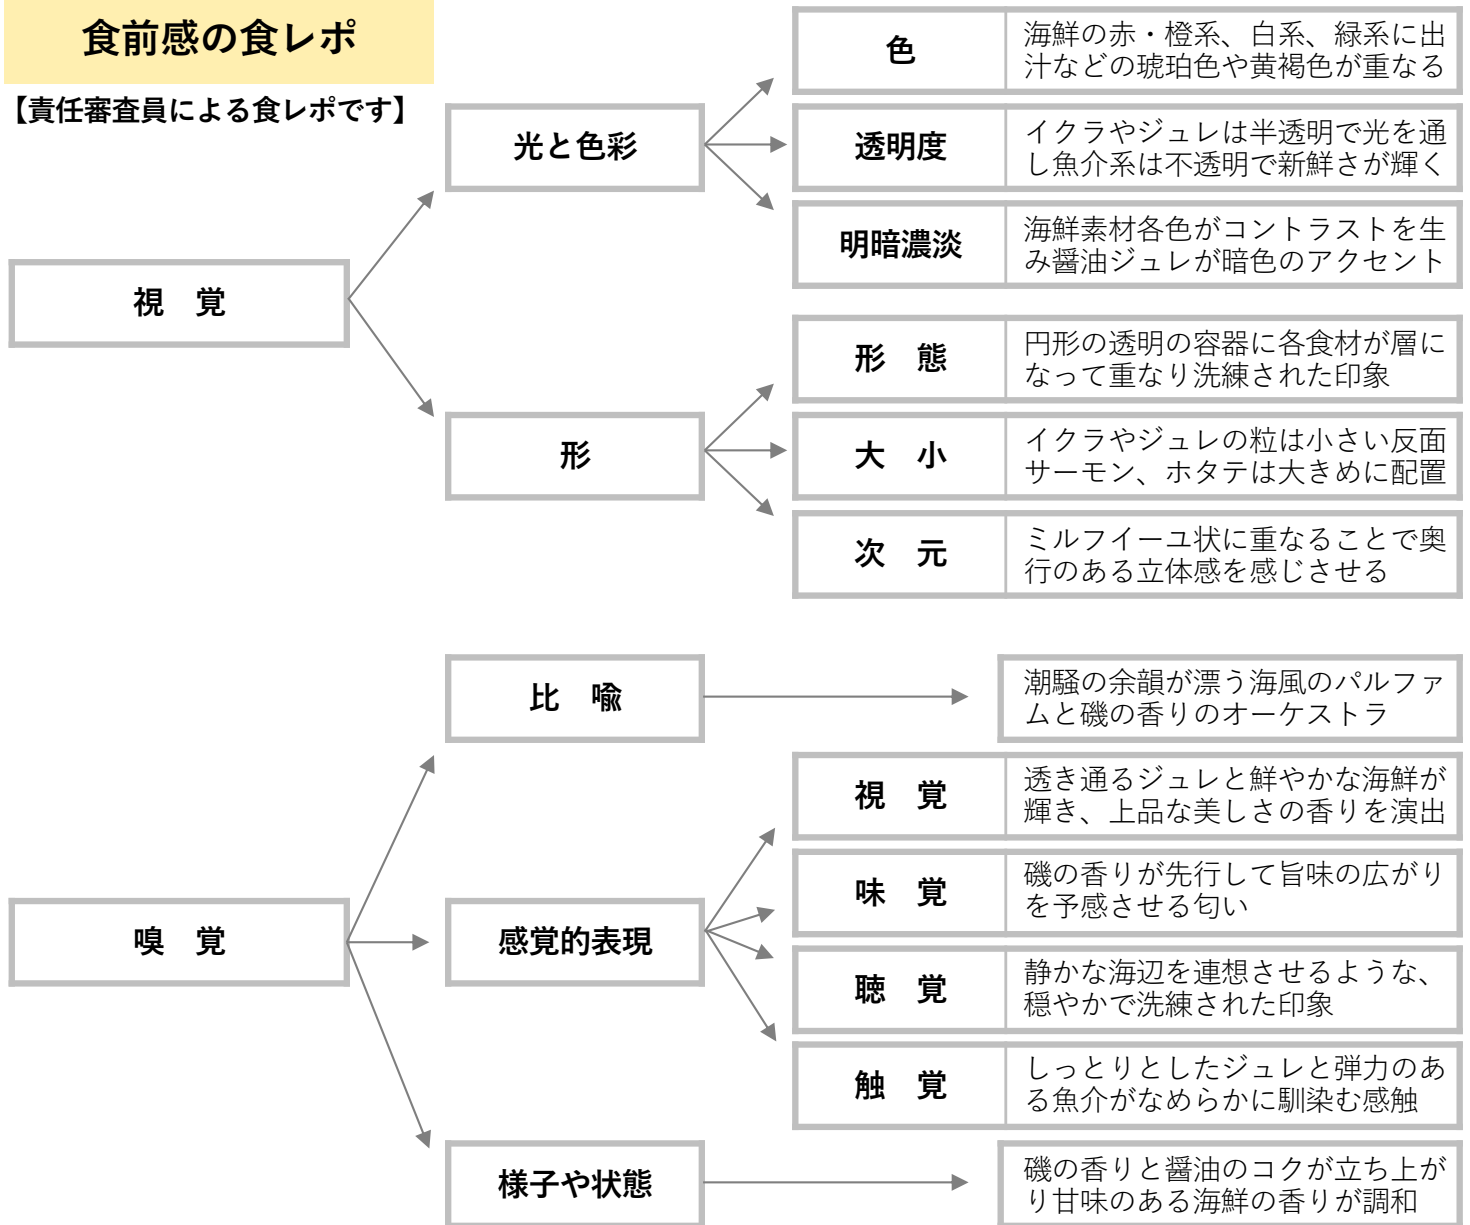 食前感の食レポ
【責任審査員による食レポです】
視　覚
光と色彩
色
海鮮の赤・橙系、白系、緑系に出
汁などの琥珀色や黄褐色が重なる
透明度
イクラやジュレは半透明で光を通
し魚介系は不透明で新鮮さが輝く
明暗濃淡
海鮮素材各色がコントラストを生
み醤油ジュレが暗色のアクセント
形
形　態
円形の透明の容器に各食材が層に
なって重なり洗練された印象
大　小
イクラやジュレの粒は小さい反面
サーモン、ホタテは大きめに配置
次　元
ミルフイーユ状に重なることで奥
行のある立体感を感じさせる
嗅　覚
比　喩
潮騒の余韻が漂う海風のパルファ
ムと磯の香りのオーケストラ
感覚的表現
視　覚
透き通るジュレと鮮やかな海鮮が
輝き、上品な美しさの香りを演出
味　覚
磯の香りが先行して旨味の広がり
を予感させる匂い
聴　覚
静かな海辺を連想させるような、
穏やかで洗練された印象
触　覚
しっとりとしたジュレと弾力のあ
る魚介がなめらかに馴染む感触
様子や状態
磯の香りと醤油のコクが立ち上が
り甘味のある海鮮の香りが調和